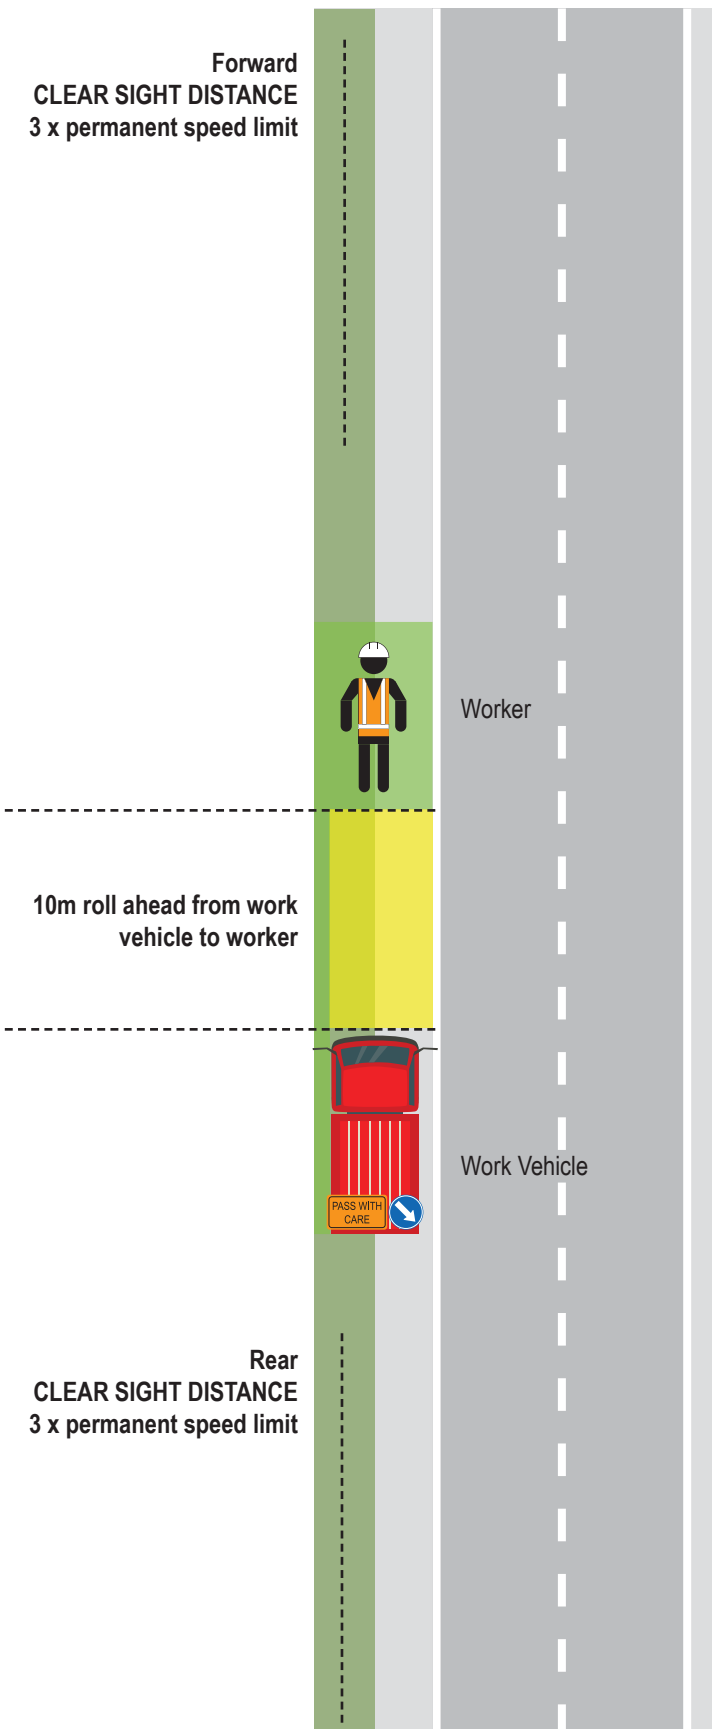 Forward
CLEAR SIGHT DISTANCE
3 x permanent speed limit
Worker
10m roll ahead from work
vehicle to worker
Work Vehicle
PASS WITH
CARE
Rear
CLEAR SIGHT DISTANCE
3 x permanent speed limit